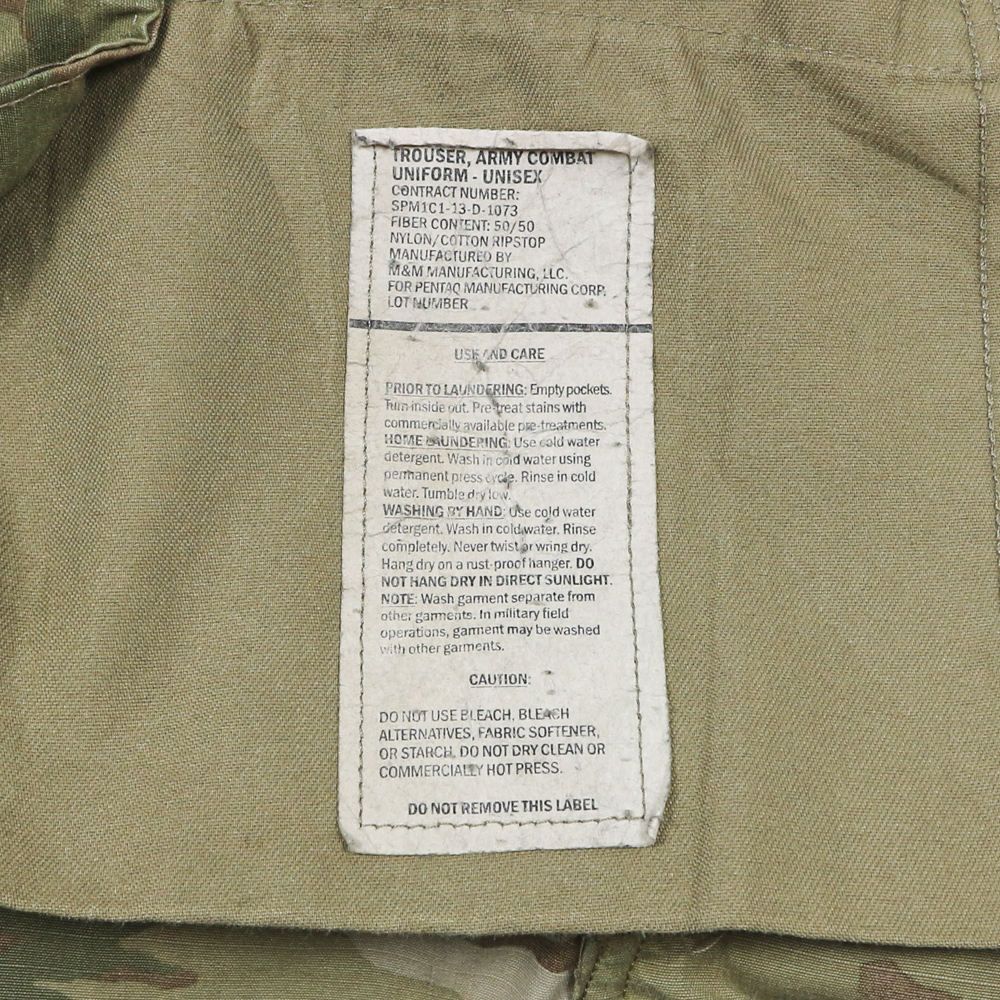 TROUSER, ARMY COMBAT
UNIFORM - UNISEX
CONTRACT NUMBER:
SPM1C1-13-D-1073
FIBER CONTENT: 50/50
NYLON/COTTON RIPSTOP
MANUFACTURED BY
M&M MANUFACTURING, LLC.
FOR PENTAQ MANUFACTURING CORP.
LOT NUMBER
USE AND CARE
PRIOR TO LAUNDERING: Empty pockets.
Turn inside out. Pre-treat stains with
commercially available pre-treatments.
HOME LAUNDERING: Use cold water
detergent. Wash in cold water using
permanent press cycle. Rinse in cold
water. Tumble dry low.
WASHING BY HAND: Use cold water
detergent. Wash in cold water. Rinse
completely. Never twist or wring dry.
Hang dry on a rust-proof hanger. DO
NOT HANG DRY IN DIRECT SUNLIGHT.
NOTE: Wash garment separate from
other garments. In military field
operations, garment may be washed
with other garments.
CAUTION:
DO NOT USE BLEACH, BLEACH
ALTERNATIVES, FABRIC SOFTENER,
OR STARCH. DO NOT DRY CLEAN OR
COMMERCIALLY HOT PRESS.
DO NOT REMOVE THIS LABEL